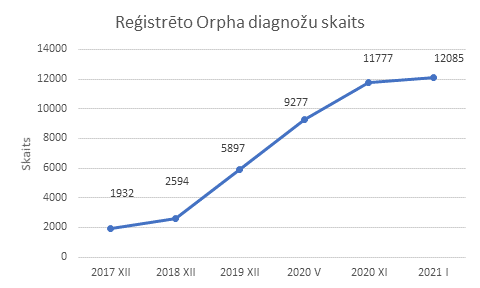 Reģistrēto Orpha diagnožu skaits
14000
12000
10000
8000
6000
4000
2000
0
Skaits
1932
2594
5897
9277
11777
12085
2017 XII
2018 XII
2019 XII
2020 V
2020 XI
2021 I